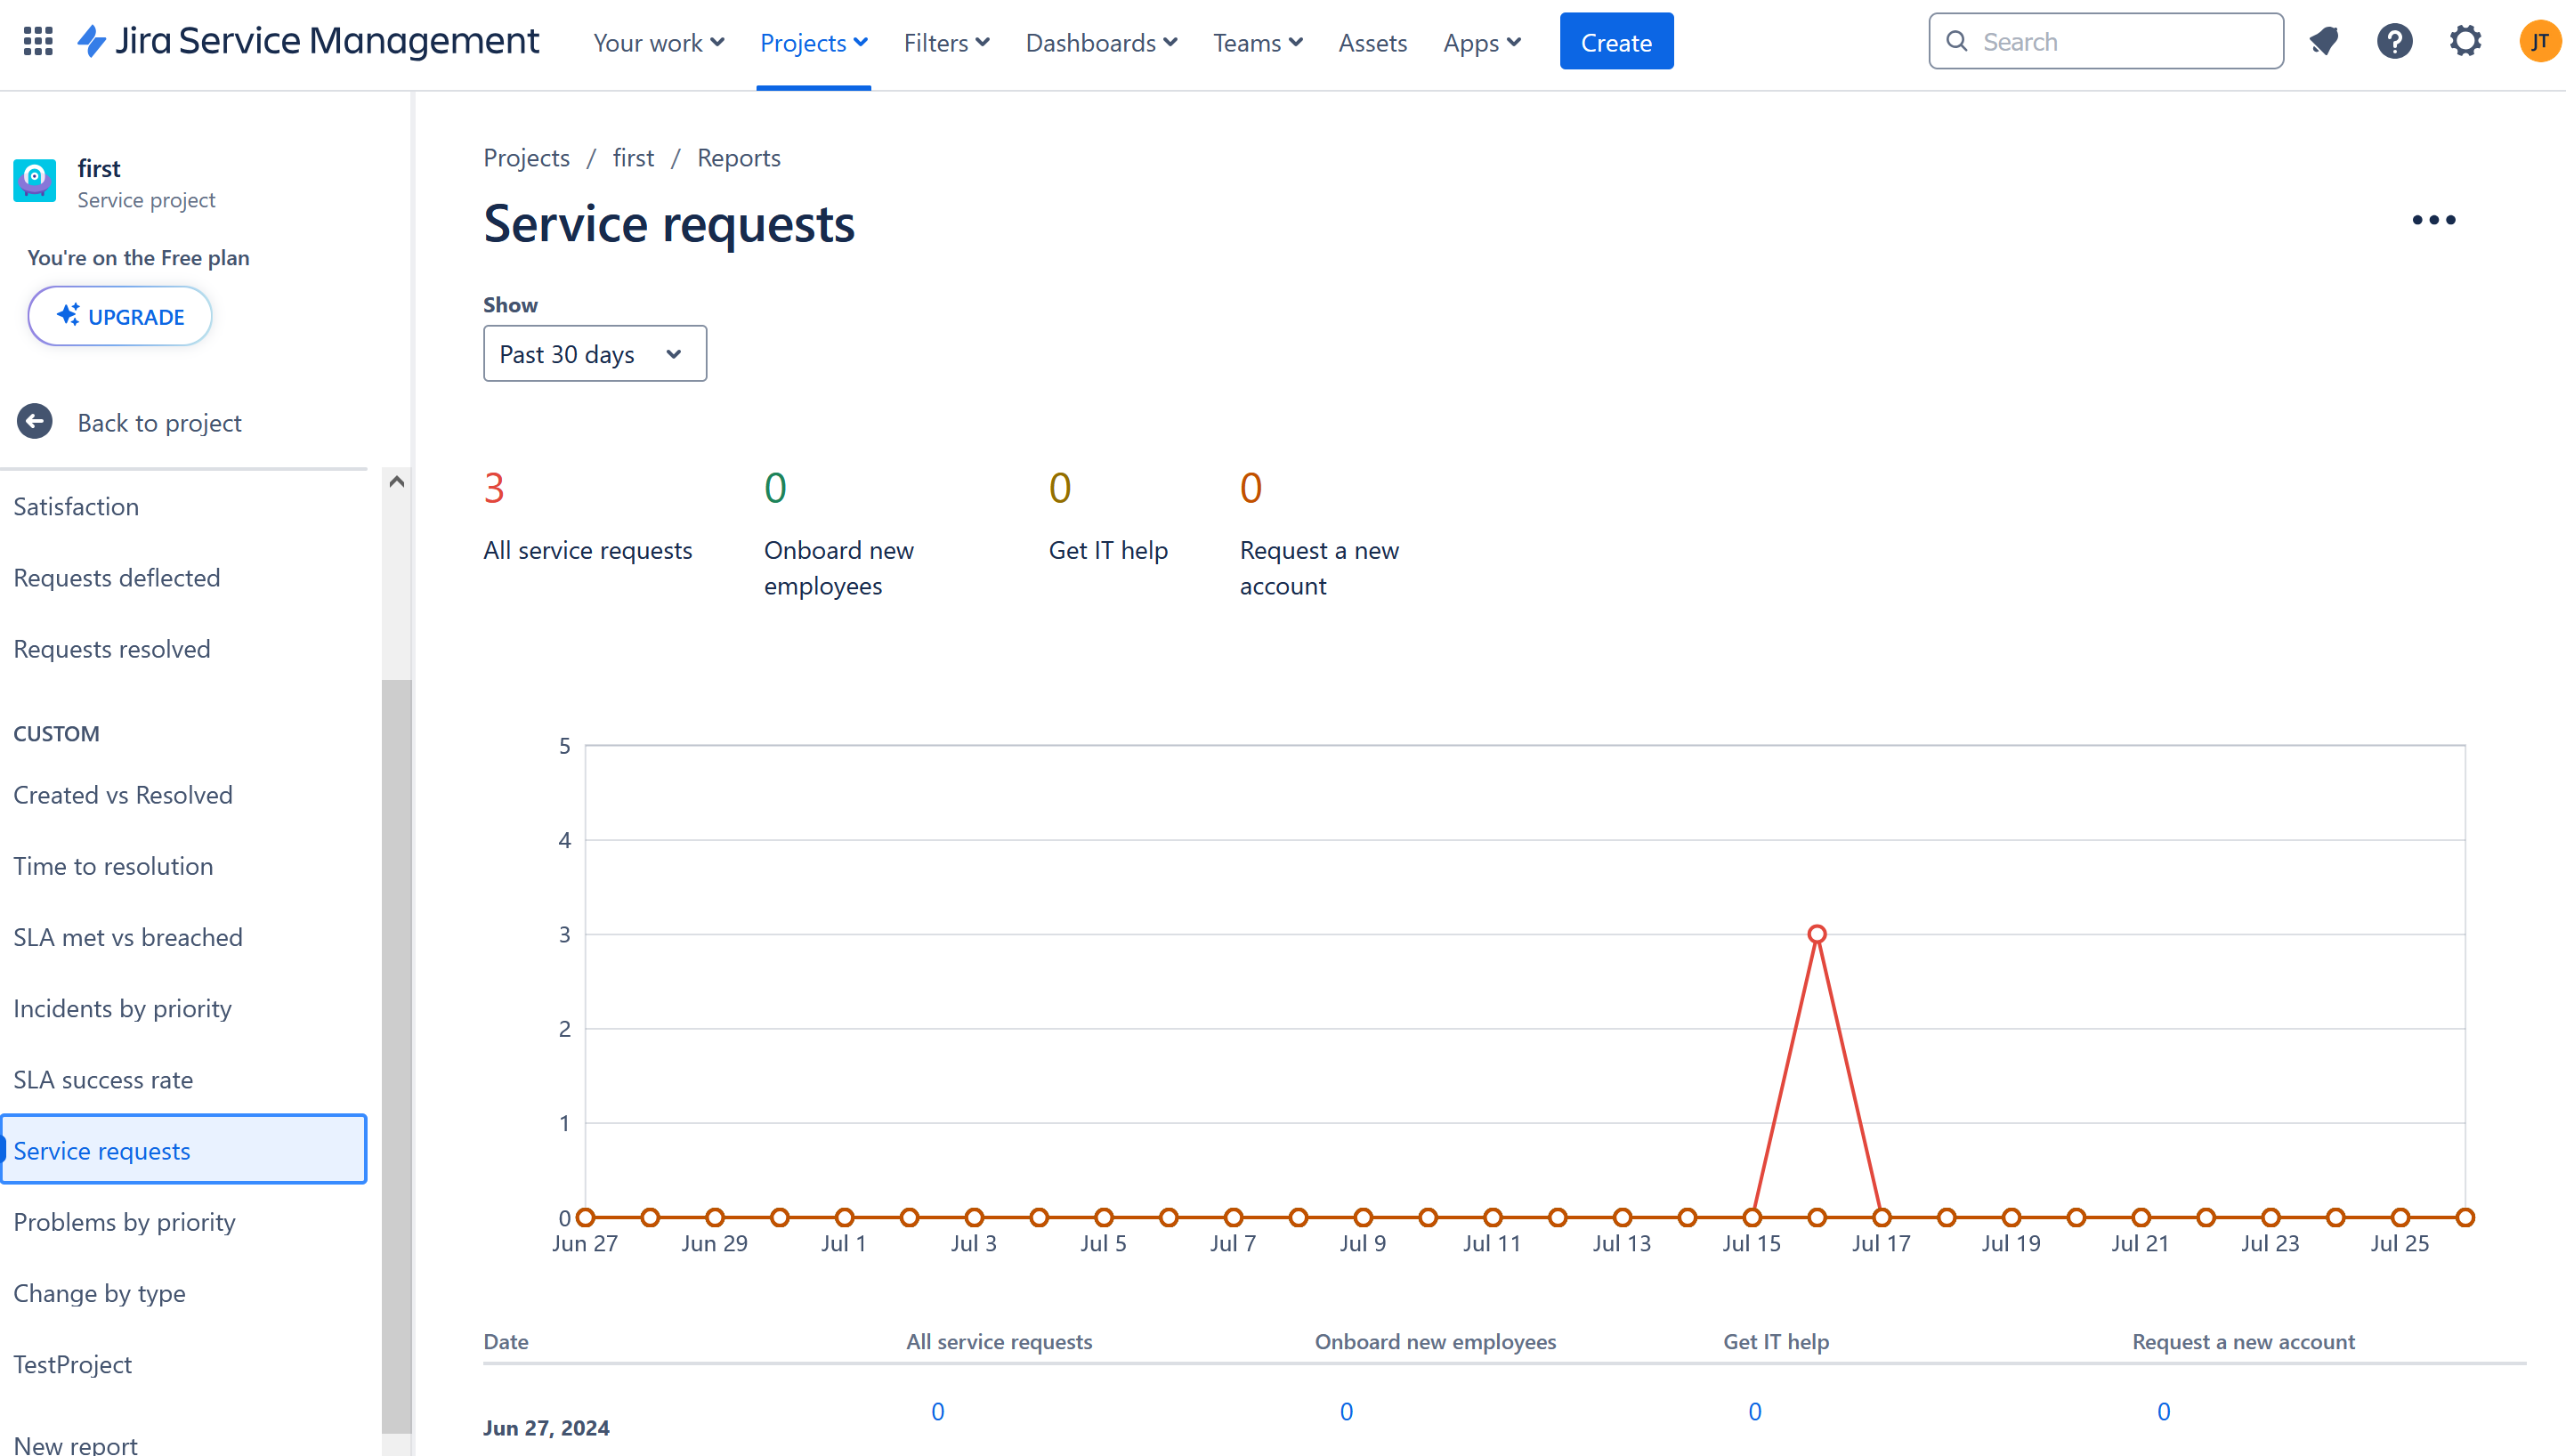 Jira Service Management
Your work
Projects
Filters
Dashboards
Teams
Assets
Apps
Create
Search
JT
first
Service project
You're on the Free plan
UPGRADE
Back to project
Satisfaction
Requests deflected
Requests resolved
CUSTOM
Created vs Resolved
Time to resolution
SLA met vs breached
Incidents by priority
SLA success rate
Service requests
Problems by priority
Change by type
TestProject
New report
Projects / first / Reports
Service requests
Show
Past 30 days
3
All service requests
0
Onboard new
employees
0
Get IT help
0
Request a new
account
5
4
3
2
1
0
Jun 27 Jun 29 Jul 1 Jul 3 Jul 5 Jul 7 Jul 9 Jul 11 Jul 13 Jul 15 Jul 17 Jul 19 Jul 21 Jul 23 Jul 25
Date All service requests Onboard new employees Get IT help Request a new account
Jun 27, 2024 0 0 0 0